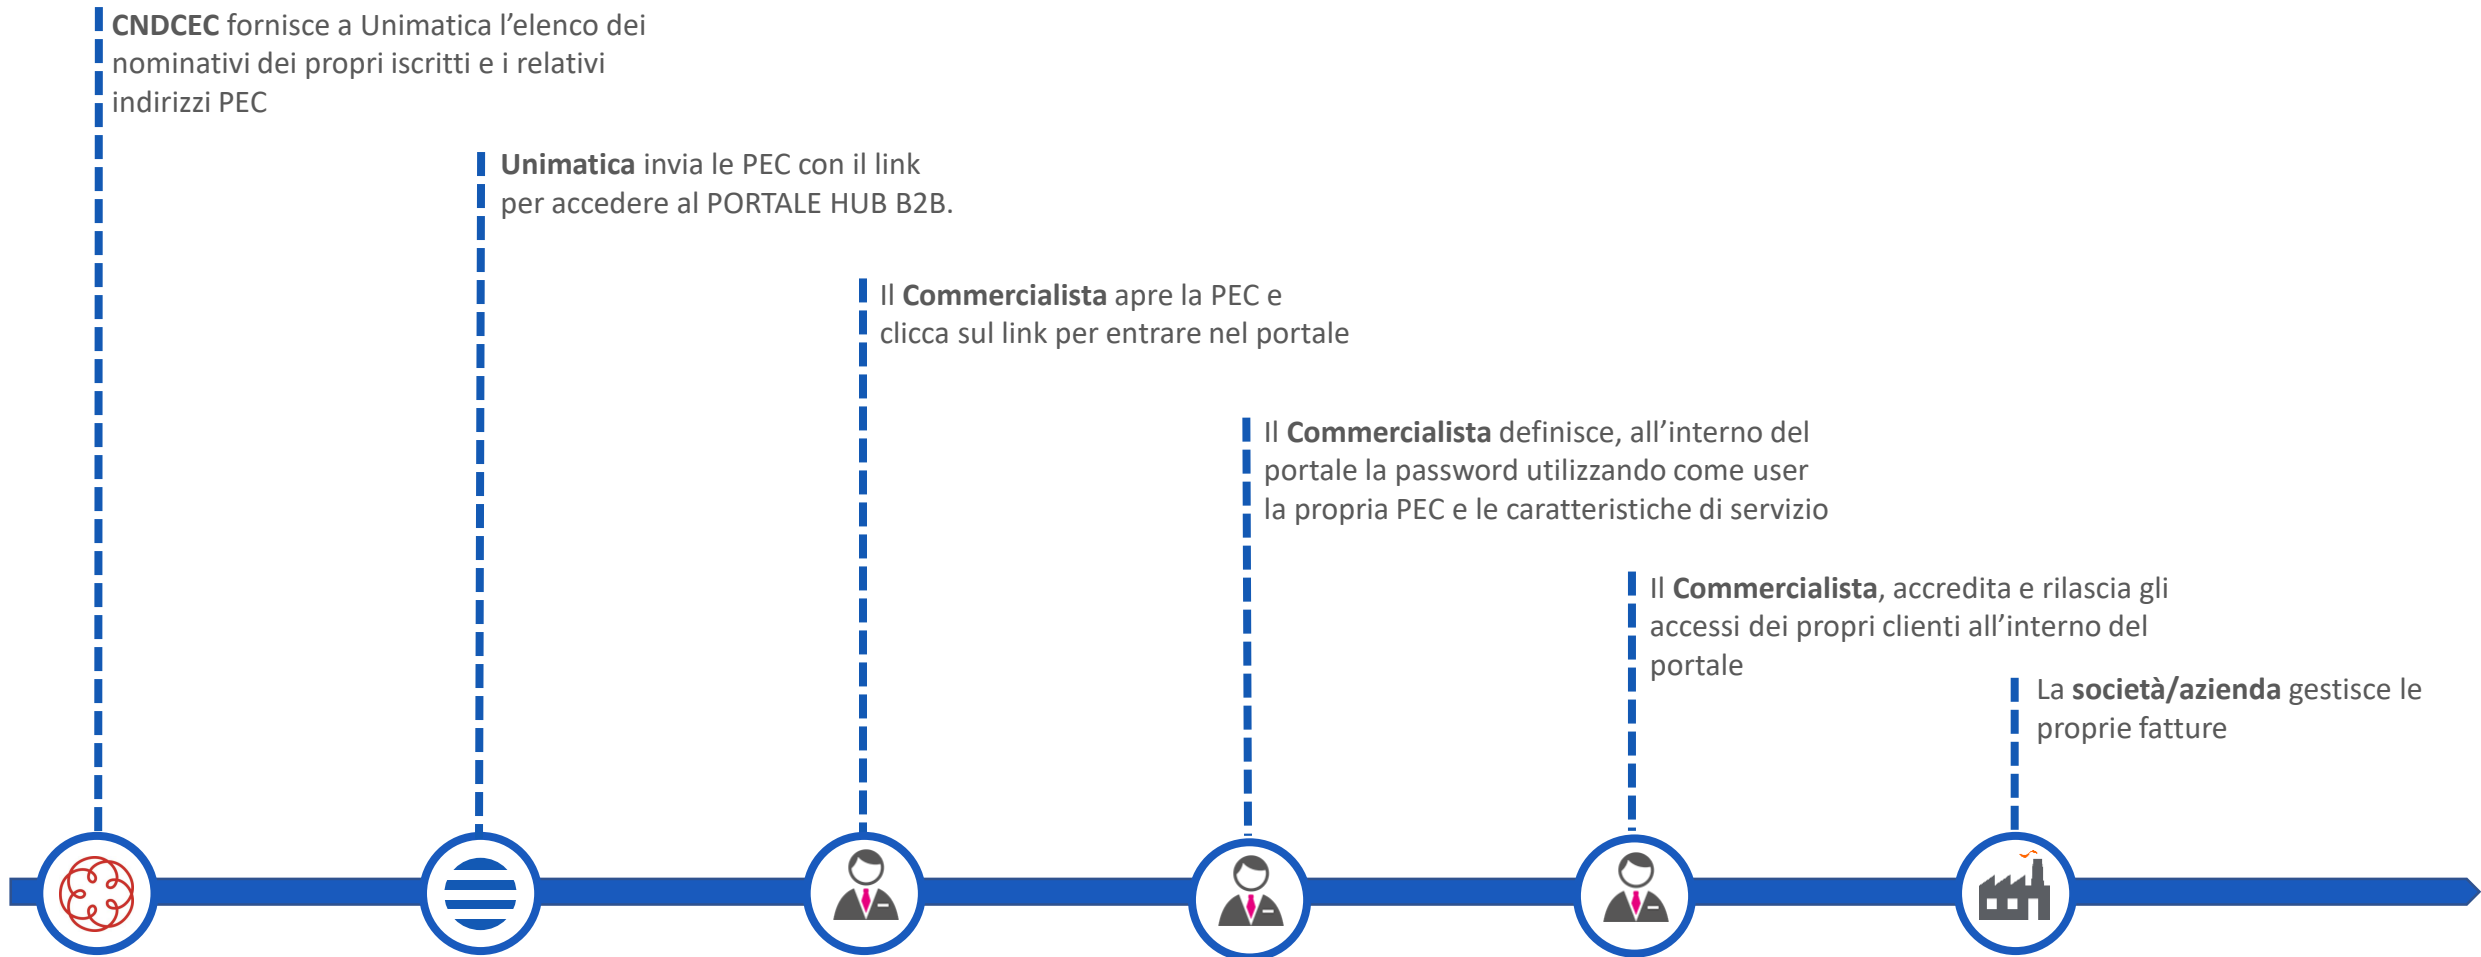 CNDCEC fornisce a Unimatica l’elenco dei
nominativi dei propri iscritti e i relativi
indirizzi PEC
Unimatica invia le PEC con il link
per accedere al PORTALE HUB B2B.
Il Commercialista apre la PEC e
clicca sul link per entrare nel portale
Il Commercialista definisce, all’interno del
portale la password utilizzando come user
la propria PEC e le caratteristiche di servizio
Il Commercialista, accredita e rilascia gli
accessi dei propri clienti all’interno del
portale
La società/azienda gestisce le
proprie fatture